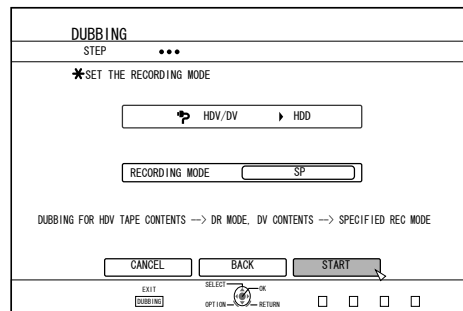 DUBBING
STEP
*SET THE RECORDING MODE
HDV/DV HDD
RECORDING MODE SP
DUBBING FOR HDV TAPE CONTENTS --> DR MODE, DV CONTENTS --> SPECIFIED REC MODE
CANCEL BACK START
EXIT SELECT OK
DUBBING OPTION RETURN